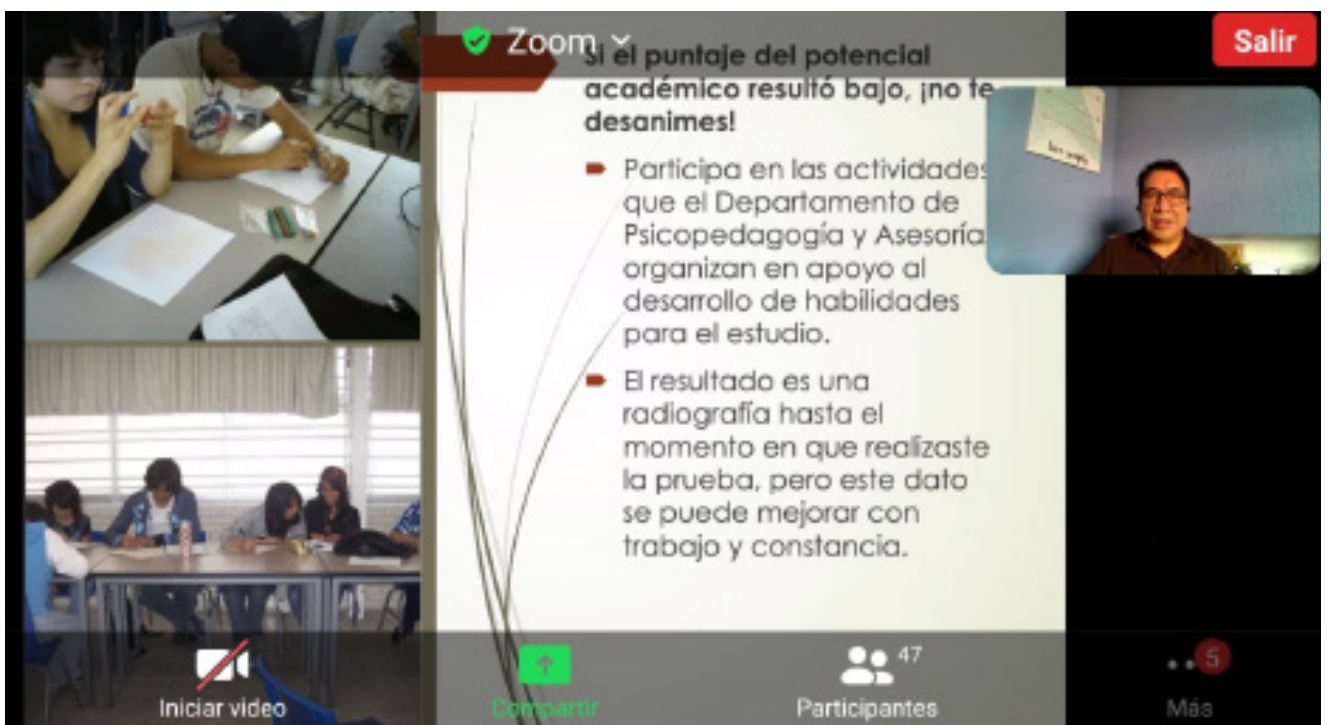 Zoom
Salir
Si el puntaje del potencial
académico resultó bajo, ¡no te
desanimes!
Participa en las actividades
que el Departamento de
Psicopedagogía y Asesoría
organizan en apoyo al
desarrollo de habilidades
para el estudio.
El resultado es una
radiografía hasta el
momento en que realizaste
la prueba, pero este dato
se puede mejorar con
trabajo y constancia.
Iniciar video
Compartir
47
Participantes
5
Más